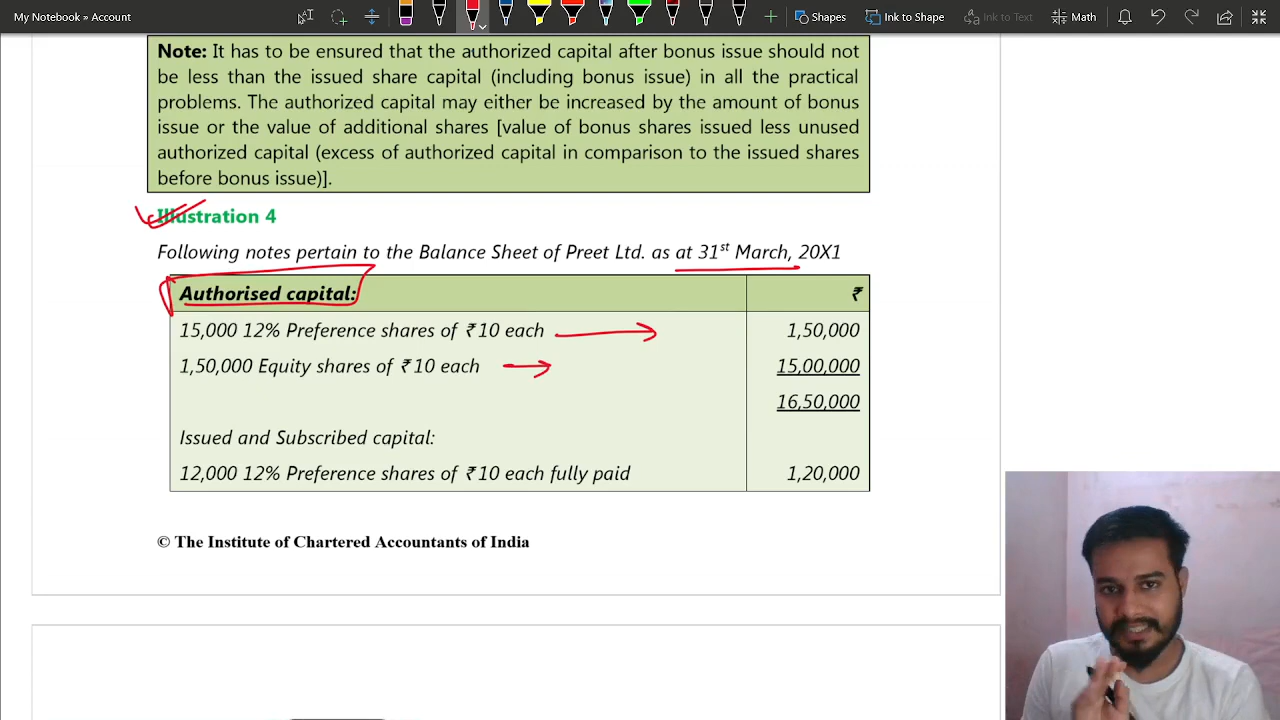 My Notebook » Account
Shapes
Ink to Shape
Ink to Text
Math
Note: It has to be ensured that the authorized capital after bonus issue should not
be less than the issued share capital (including bonus issue) in all the practical
problems. The authorized capital may either be increased by the amount of bonus
issue or the value of additional shares [value of bonus shares issued less unused
authorized capital (excess of authorized capital in comparison to the issued shares
before bonus issue)].
Illustration 4
Following notes pertain to the Balance Sheet of Preet Ltd. as at 31st March, 20X1
Authorised capital: ₹
15,000 12% Preference shares of ₹10 each 1,50,000
1,50,000 Equity shares of ₹10 each 15,00,000
16,50,000
Issued and Subscribed capital:
12,000 12% Preference shares of ₹10 each fully paid 1,20,000
© The Institute of Chartered Accountants of India